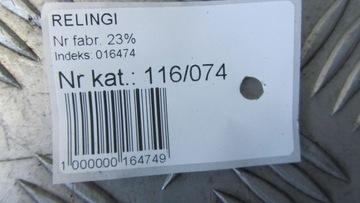 RELINGI
Nr fabr. 23%
Indeks: 016474
Nr kat.: 116/074
1 000000 164749